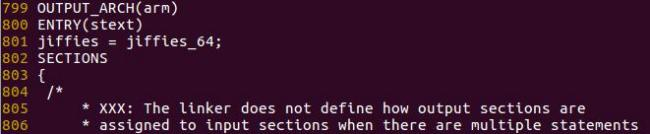 799 OUTPUT_ARCH(arm)
800 ENTRY(stext)
801 jiffies = jiffies_64;
802 SECTIONS
803 {
804  /*
805      * XXX: The linker does not define how output sections are
806      * assigned to input sections when there are multiple statements